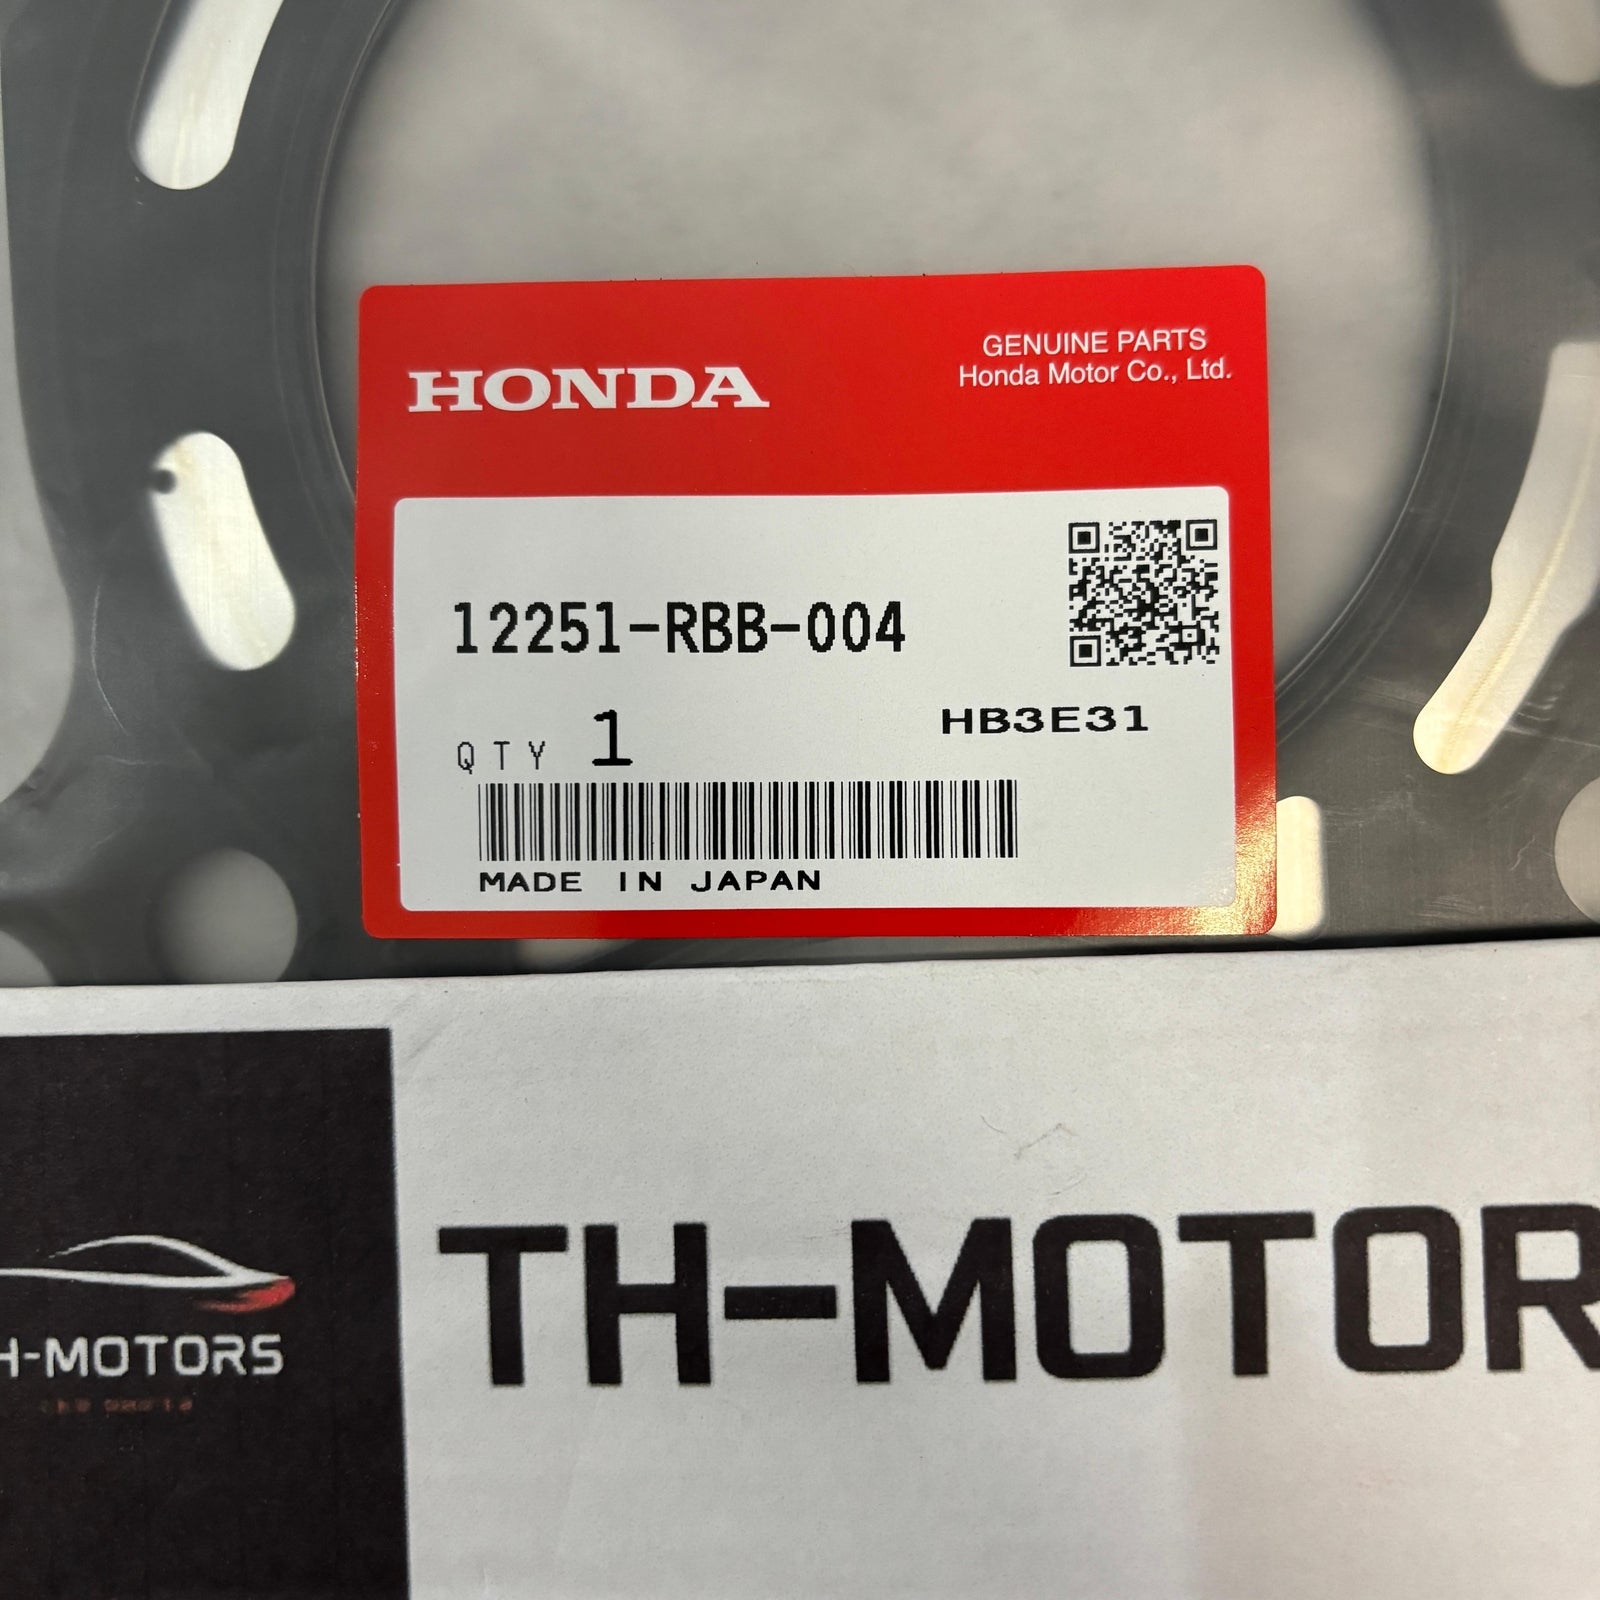 GENUINE PARTS
Honda Motor Co., Ltd.
HONDA
12251-RBB-004
QTY 1
HB3E31
MADE IN JAPAN
TH-MOTOR
H-MOTORS